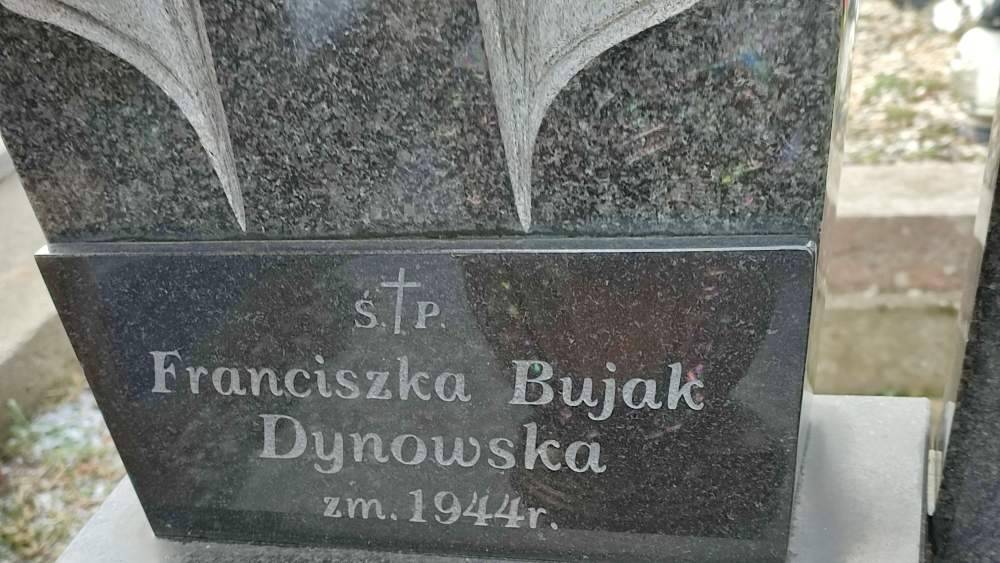 Ś.P.
Franciszka Bujak
Dynowska
zm. 1944r.